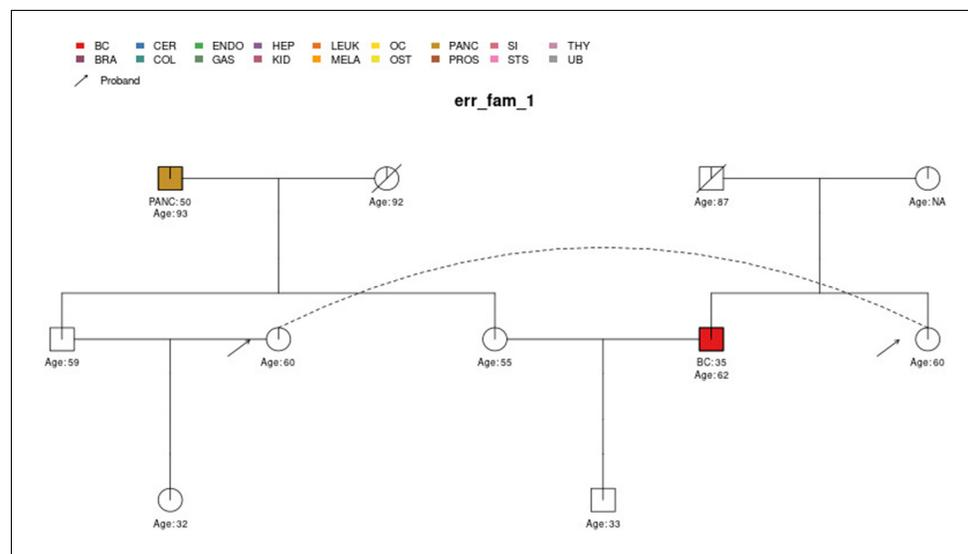 BC CER ENDO HEP LEUK OC PANC SI THY
BRA COL GAS KID MELA OST PROS STS UB
Proband
err_fam_1
PANC:50
Age:93
Age:92
Age:87
Age:NA
Age:59
Age:60
Age:55
BC:35
Age:62
Age:60
Age:32
Age:33